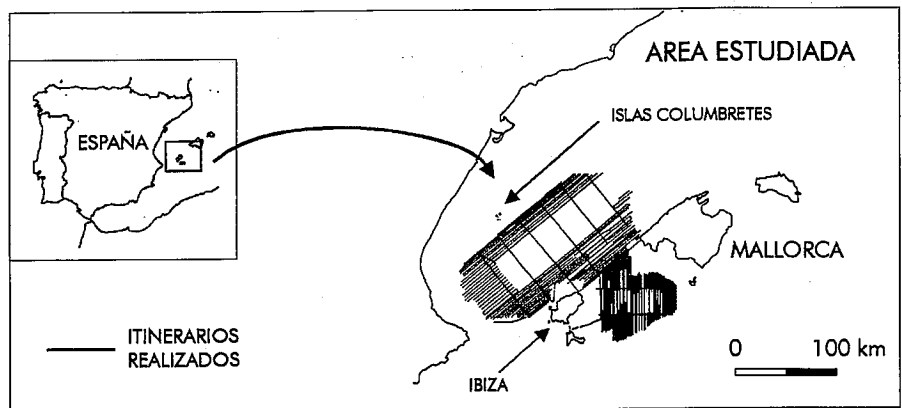 AREA ESTUDIADA
ISLAS COLUMBRETES
ESPAÑA
MALLORCA
ITINERARIOS
REALIZADOS
IBIZA
0 100 km